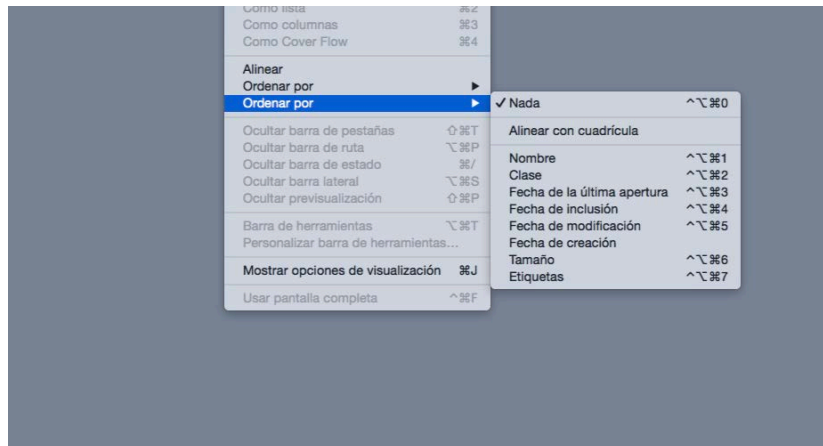 Como lista ⌘2
Como columnas ⌘3
Como Cover Flow ⌘4
Alinear
Ordenar por ▶
Ordenar por ▶
Ocultar barra de pestañas ⇧⌘T
Ocultar barra de ruta ⌥⌘P
Ocultar barra de estado ⌘/
Ocultar barra lateral ⌥⌘S
Ocultar previsualización ⇧⌘P
Barra de herramientas ⌥⌘T
Personalizar barra de herramientas...
Mostrar opciones de visualización ⌘J
Usar pantalla completa ^⌘F
✓ Nada ^⌥⌘0
Alinear con cuadrícula
Nombre ^⌥⌘1
Clase ^⌥⌘2
Fecha de la última apertura ^⌥⌘3
Fecha de inclusión ^⌥⌘4
Fecha de modificación ^⌥⌘5
Fecha de creación
Tamaño ^⌥⌘6
Etiquetas ^⌥⌘7